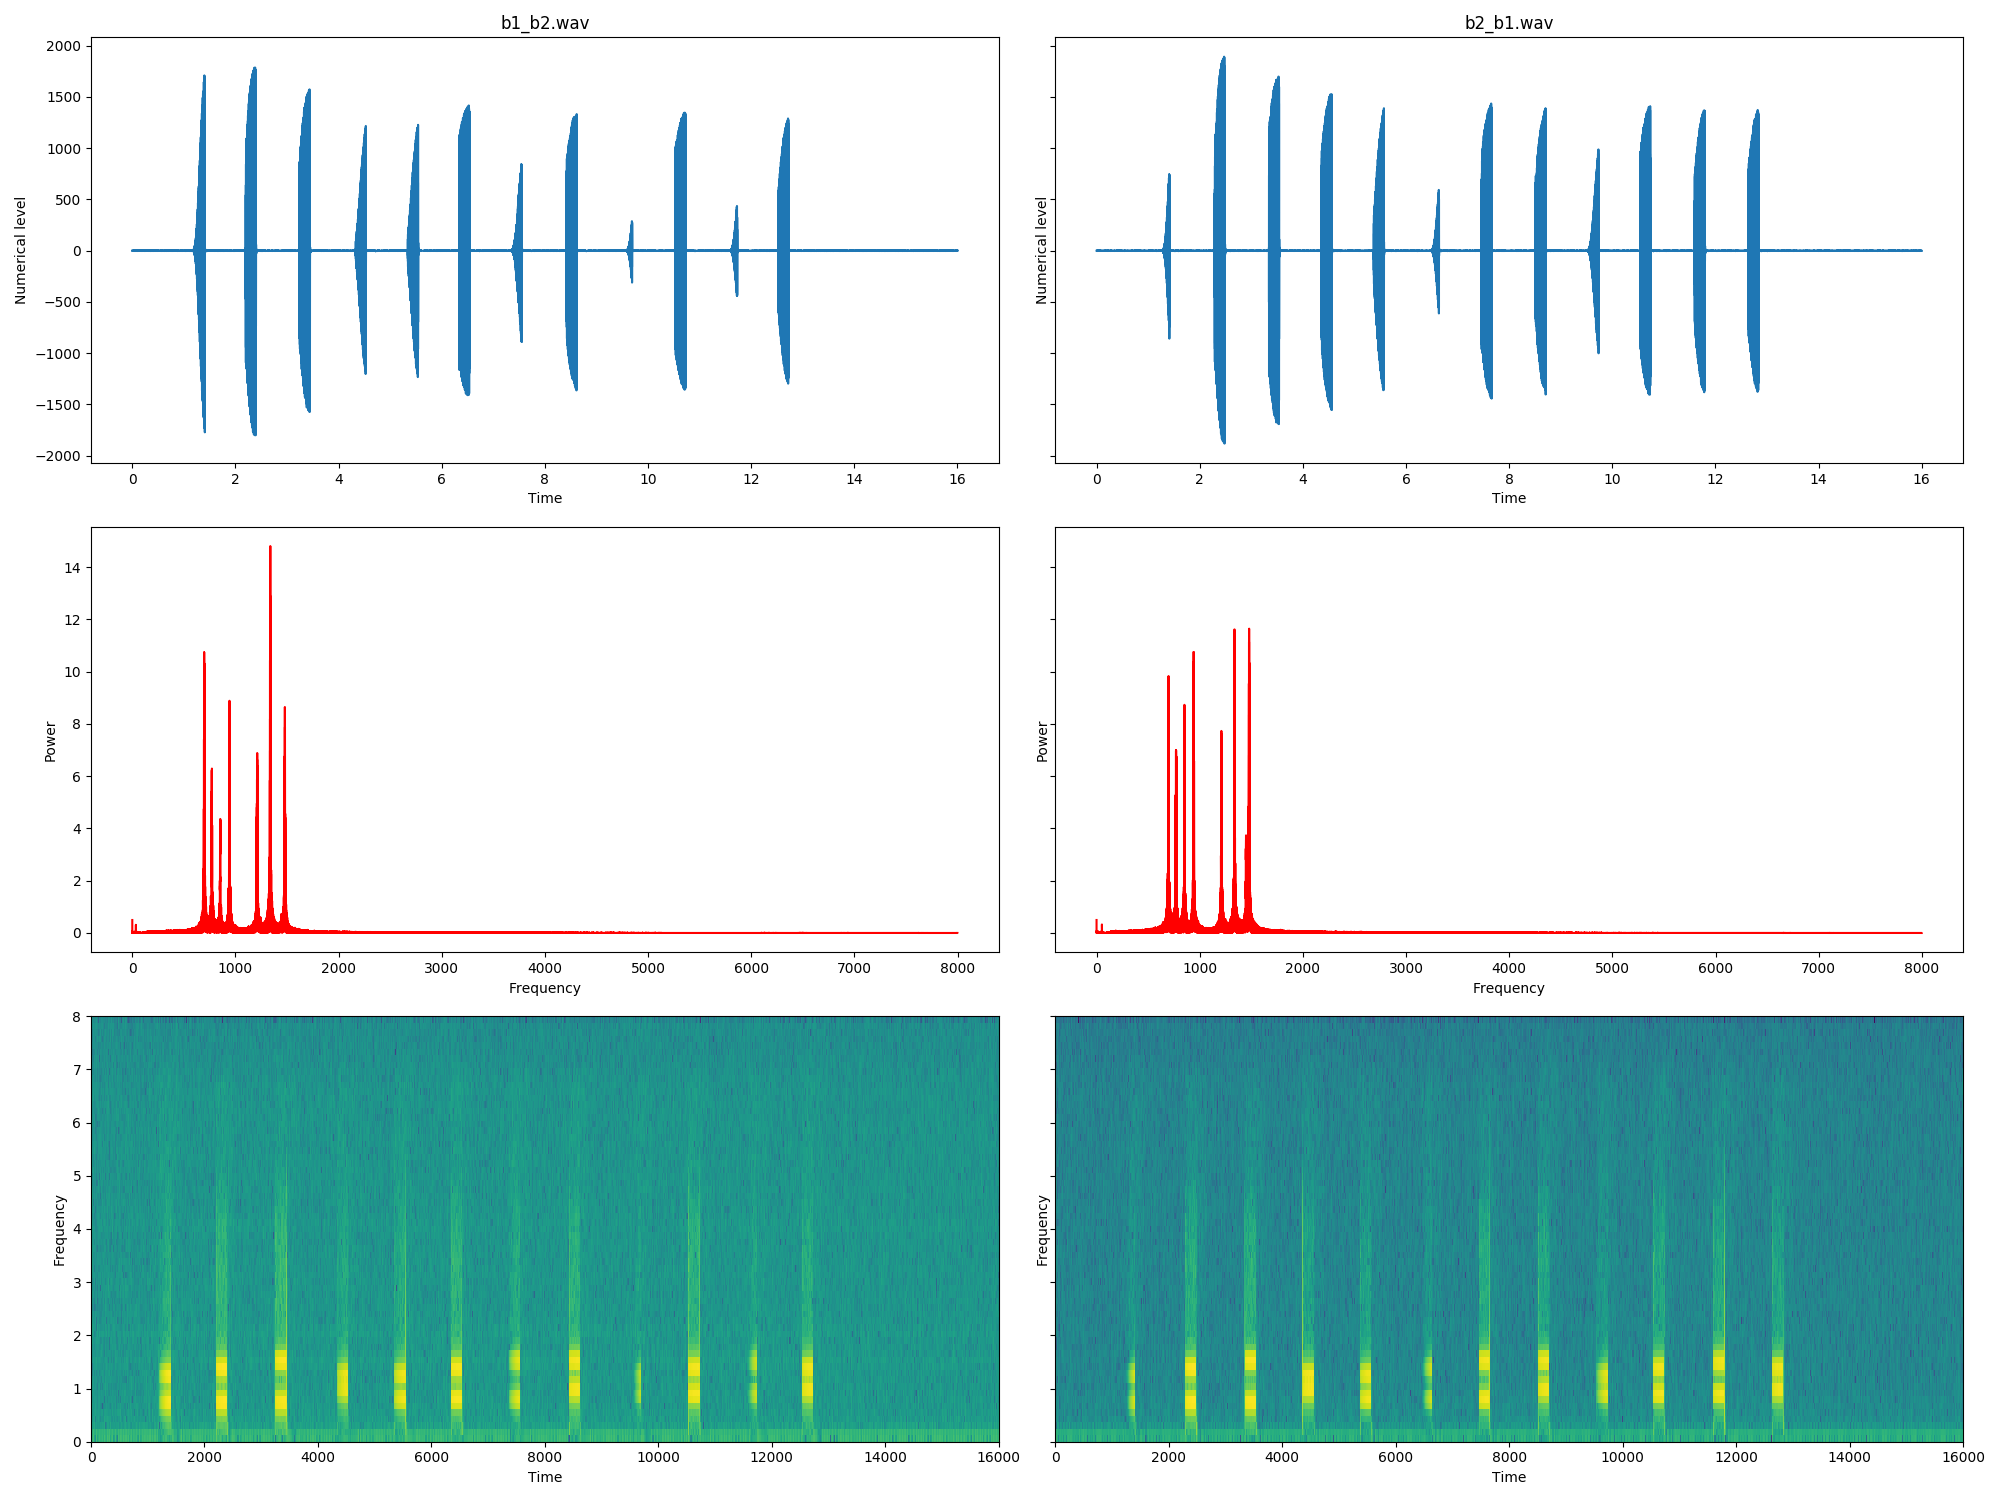 b1_b2.wav
b2_b1.wav
2000
1500
1000
500
0
−500
−1000
−1500
−2000
Numerical level
Numerical level
0 2 4 6 8 10 12 14 16
0 2 4 6 8 10 12 14 16
Time
Time
14
12
10
8
6
4
2
0
Power
Power
0 1000 2000 3000 4000 5000 6000 7000 8000
0 1000 2000 3000 4000 5000 6000 7000 8000
Frequency
Frequency
8
7
6
5
4
3
2
1
0
Frequency
Frequency
0 2000 4000 6000 8000 10000 12000 14000 16000
0 2000 4000 6000 8000 10000 12000 14000 16000
Time
Time